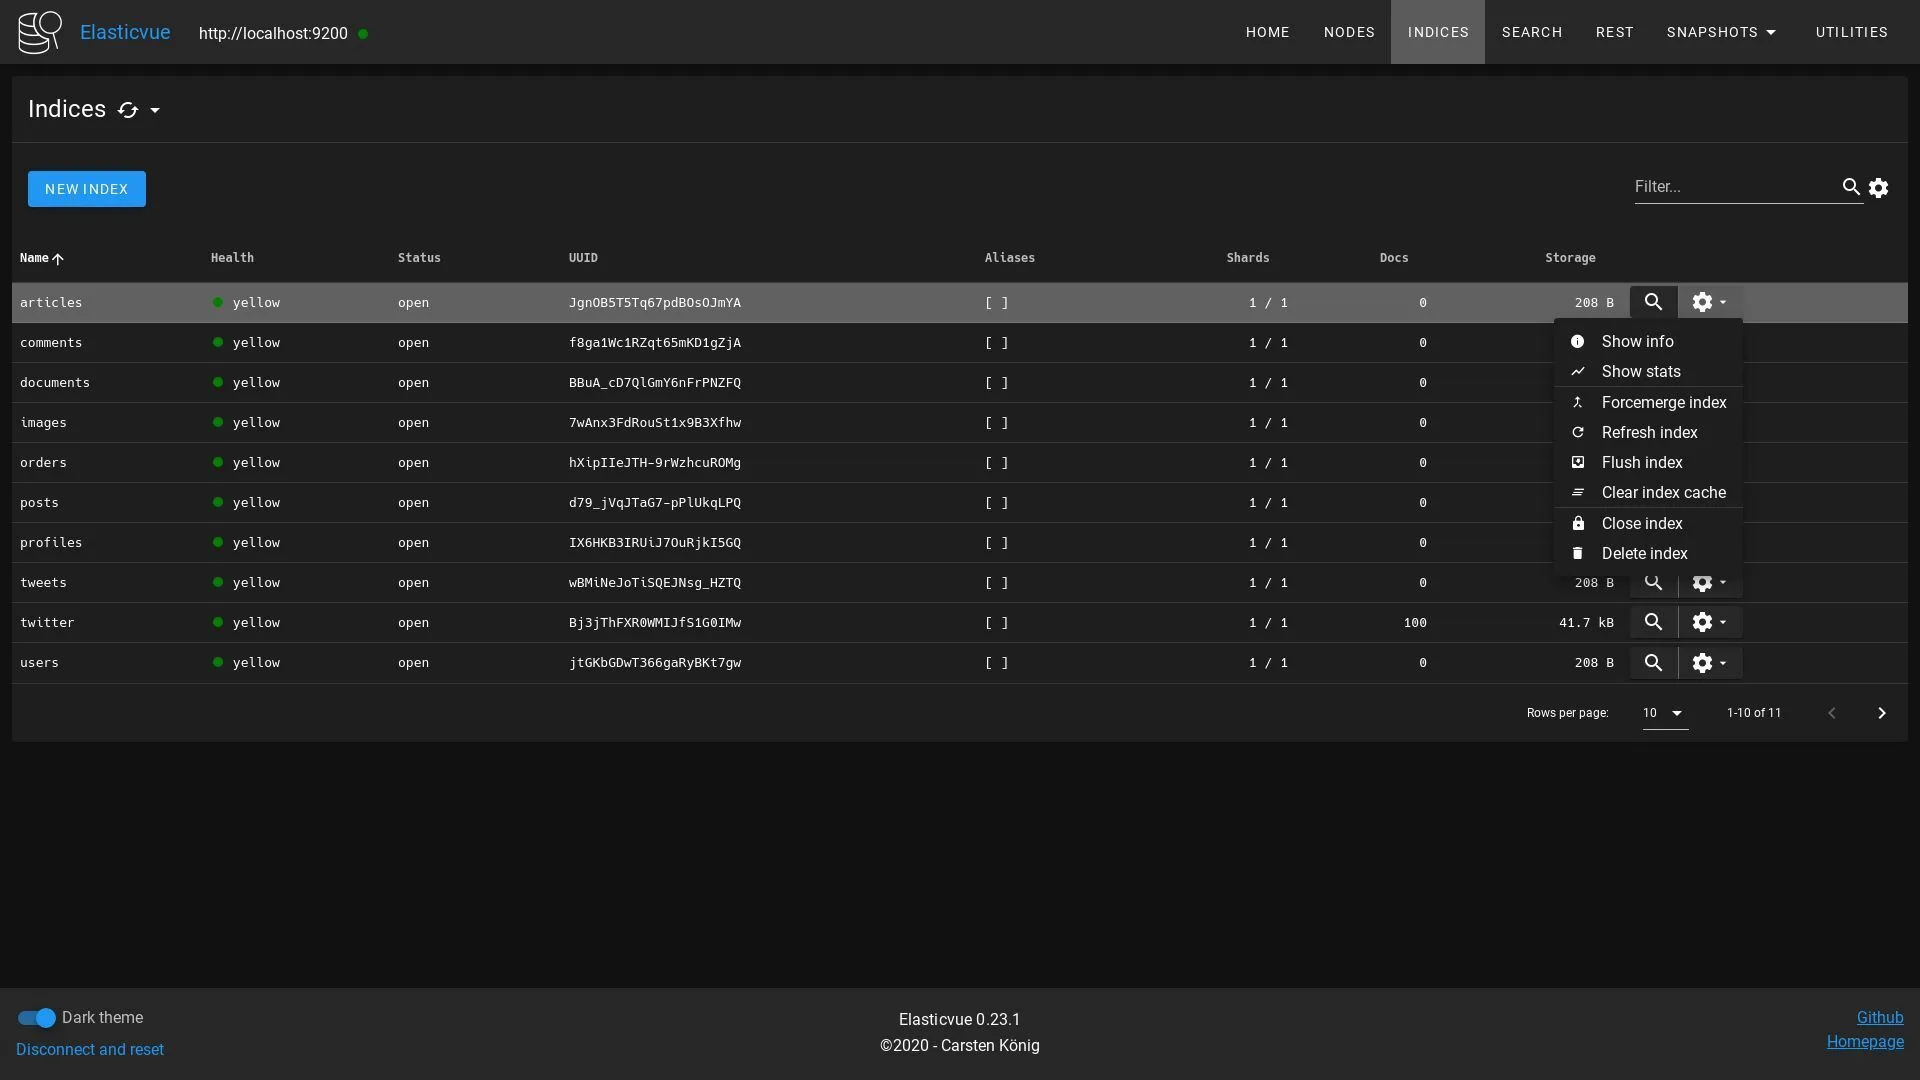 Elasticvue http://localhost:9200 HOME NODES INDICES SEARCH REST SNAPSHOTS UTILITIES
Indices
NEW INDEX Filter...
Name Health Status UUID Aliases Shards Docs Storage
articles yellow open JgnOB5T5Tq67pdBOsOJmYA [ ] 1 / 1 0 208 B
Show info
comments yellow open f8ga1Wc1RZqt65mKD1gZjA [ ] 1 / 1 0
Show stats
documents yellow open BBuA_cD7QlGmY6nFrPNZFQ [ ] 1 / 1 0
Forcemerge index
images yellow open 7wAnx3FdRouSt1x9B3Xfhw [ ] 1 / 1 0
Refresh index
orders yellow open hXipIIeJTH-9rWzhcuROMg [ ] 1 / 1 0
Flush index
Clear index cache
posts yellow open d79_jVqJTaG7-pPlUkqLPQ [ ] 1 / 1 0
Close index
profiles yellow open IX6HKB3IRUiJ7OuRjkI5GQ [ ] 1 / 1 0
Delete index
tweets yellow open wBMiNeJoTiSQEJNsg_HZTQ [ ] 1 / 1 0 208 B
twitter yellow open Bj3jThFXR0WMIJfS1G0IMw [ ] 1 / 1 100 41.7 kB
users yellow open jtGKbGDwT366gaRyBKt7gw [ ] 1 / 1 0 208 B
Rows per page: 10 1-10 of 11
Dark theme Elasticvue 0.23.1 Github
Disconnect and reset ©2020 - Carsten König Homepage